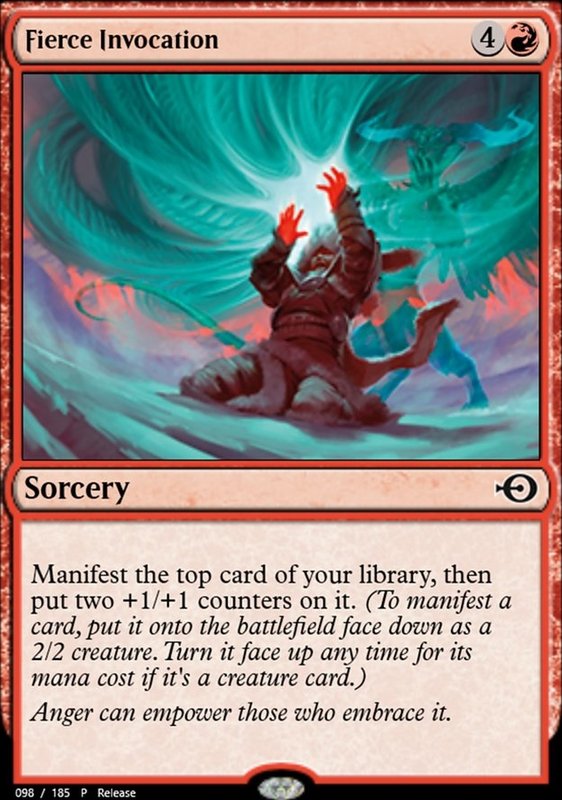 Fierce Invocation
4
Sorcery
Manifest the top card of your library, then
put two +1/+1 counters on it. (To manifest a
card, put it onto the battlefield face down as a
2/2 creature. Turn it face up any time for its
mana cost if it's a creature card.)
Anger can empower those who embrace it.
098 / 185 P Release